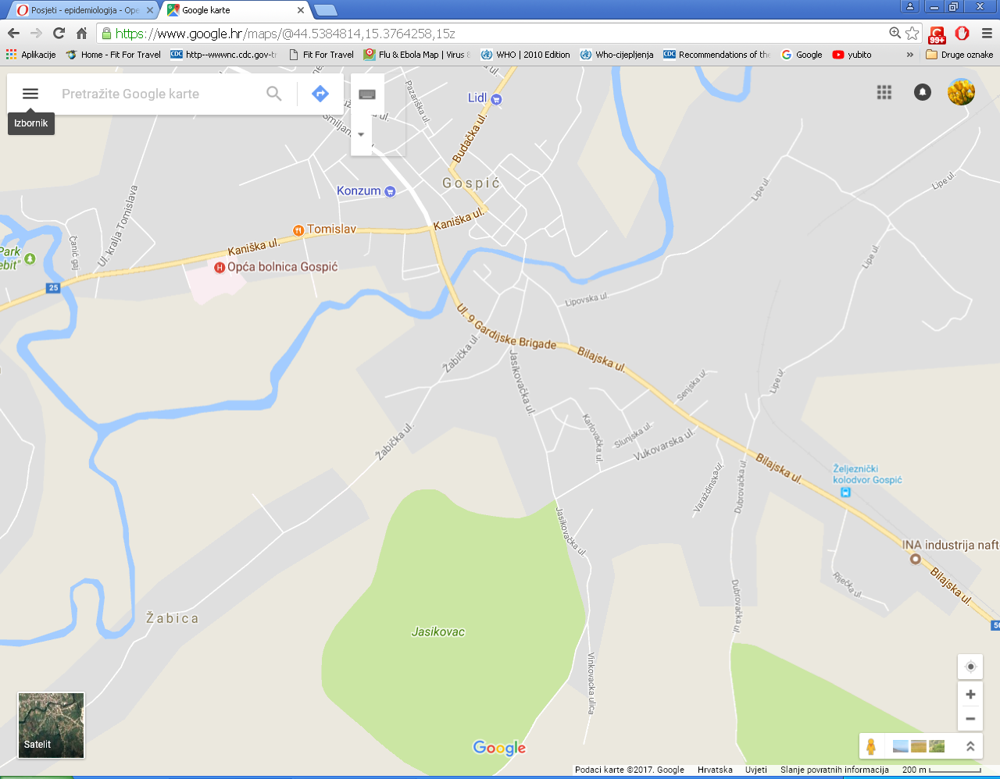 Posjeti - epidemiologija - Ope
Google karte
https://www.google.hr/maps/@44.5384814,15.3764258,15z
99+
Aplikacije
Home - Fit For Travel
CDC http--wwwnc.cdc.gov-tr
Fit For Travel
Flu & Ebola Map | Virus &
WHO | 2010 Edition
Who-cijepljenja
CDC Recommendations of the
Google
yubito
»
Druge oznake
Pretražite Google karte
Izbornik
Pazariška ul.
Lidl
Budačka ul.
Gospić
Konzum
Kaniška ul.
Tomislav
Kaniška ul.
Ul. kralja Tomislava
Čanić gaj
Park
ebit"
Opća bolnica Gospić
25
Lipe ul.
Lipe ul.
Lipe ul.
Lipe ul.
Lipovska ul.
Ul. 9 Gardijske Brigade
Bilajska ul.
Žabička ul.
Jasikovačka ul.
Senjska ul.
Karlovačka ul.
Slunjska ul.
Vukovarska ul.
Žabička ul.
Bilajska ul.
Varaždinska ul.
Dubrovačka ul.
Željeznički
kolodvor Gospić
Jasikovačka ul.
INA industrija nafte
Bilajska ul.
Riječka ul.
Dubrovačka ul.
Žabica
Jasikovac
50
Vinkovacka ulica
Satelit
Google
Podaci karte ©2017. Google
Hrvatska
Uvjeti
Slanje povratnih informacija
200 m